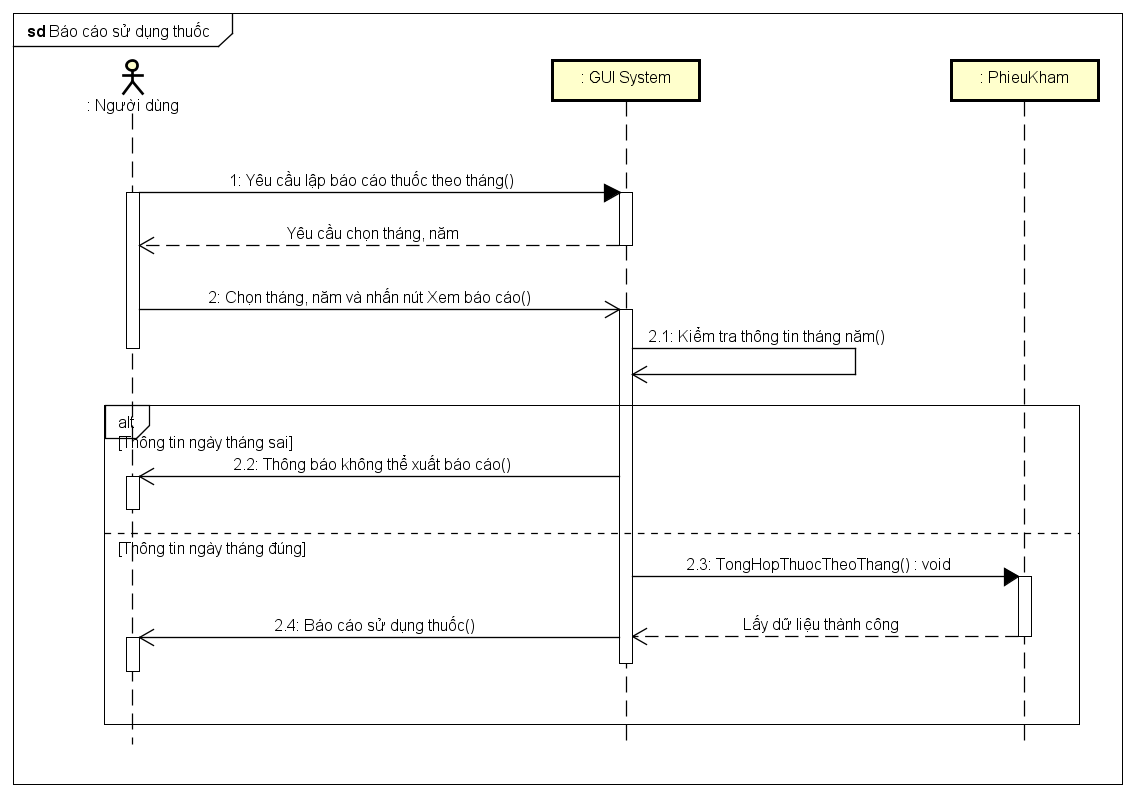 sd Báo cáo sử dụng thuốc
: Người dùng
: GUI System
: PhieuKham
1: Yêu cầu lập báo cáo thuốc theo tháng()
Yêu cầu chọn tháng, năm
2: Chọn tháng, năm và nhấn nút Xem báo cáo()
2.1: Kiểm tra thông tin tháng năm()
alt
[Thông tin ngày tháng sai]
2.2: Thông báo không thể xuất báo cáo()
[Thông tin ngày tháng đúng]
2.3: TongHopThuocTheoThang() : void
2.4: Báo cáo sử dụng thuốc()
Lấy dữ liệu thành công